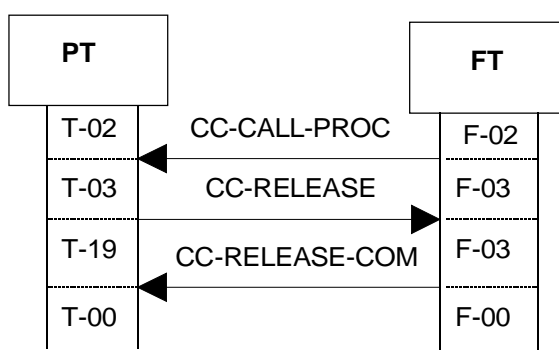 PT
FT
T-02 CC-CALL-PROC F-02
T-03 CC-RELEASE F-03
T-19 CC-RELEASE-COM F-03
T-00 F-00